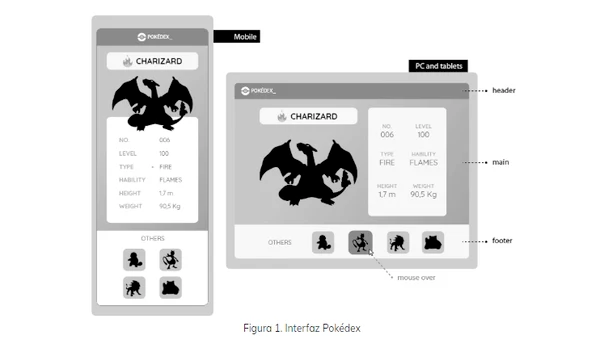 Mobile
POKÉDEX_
CHARIZARD
NO. 006
LEVEL 100
TYPE • FIRE
HABILITY FLAMES
HEIGHT 1,7 m
WEIGHT 90,5 Kg
OTHERS
PC and tablets
POKÉDEX_
header
CHARIZARD
NO. LEVEL
006 100
TYPE HABILITY
FIRE FLAMES
main
HEIGHT WEIGHT
1,7 m 90,5 Kg
OTHERS
footer
mouse over
Figura 1. Interfaz Pokédex